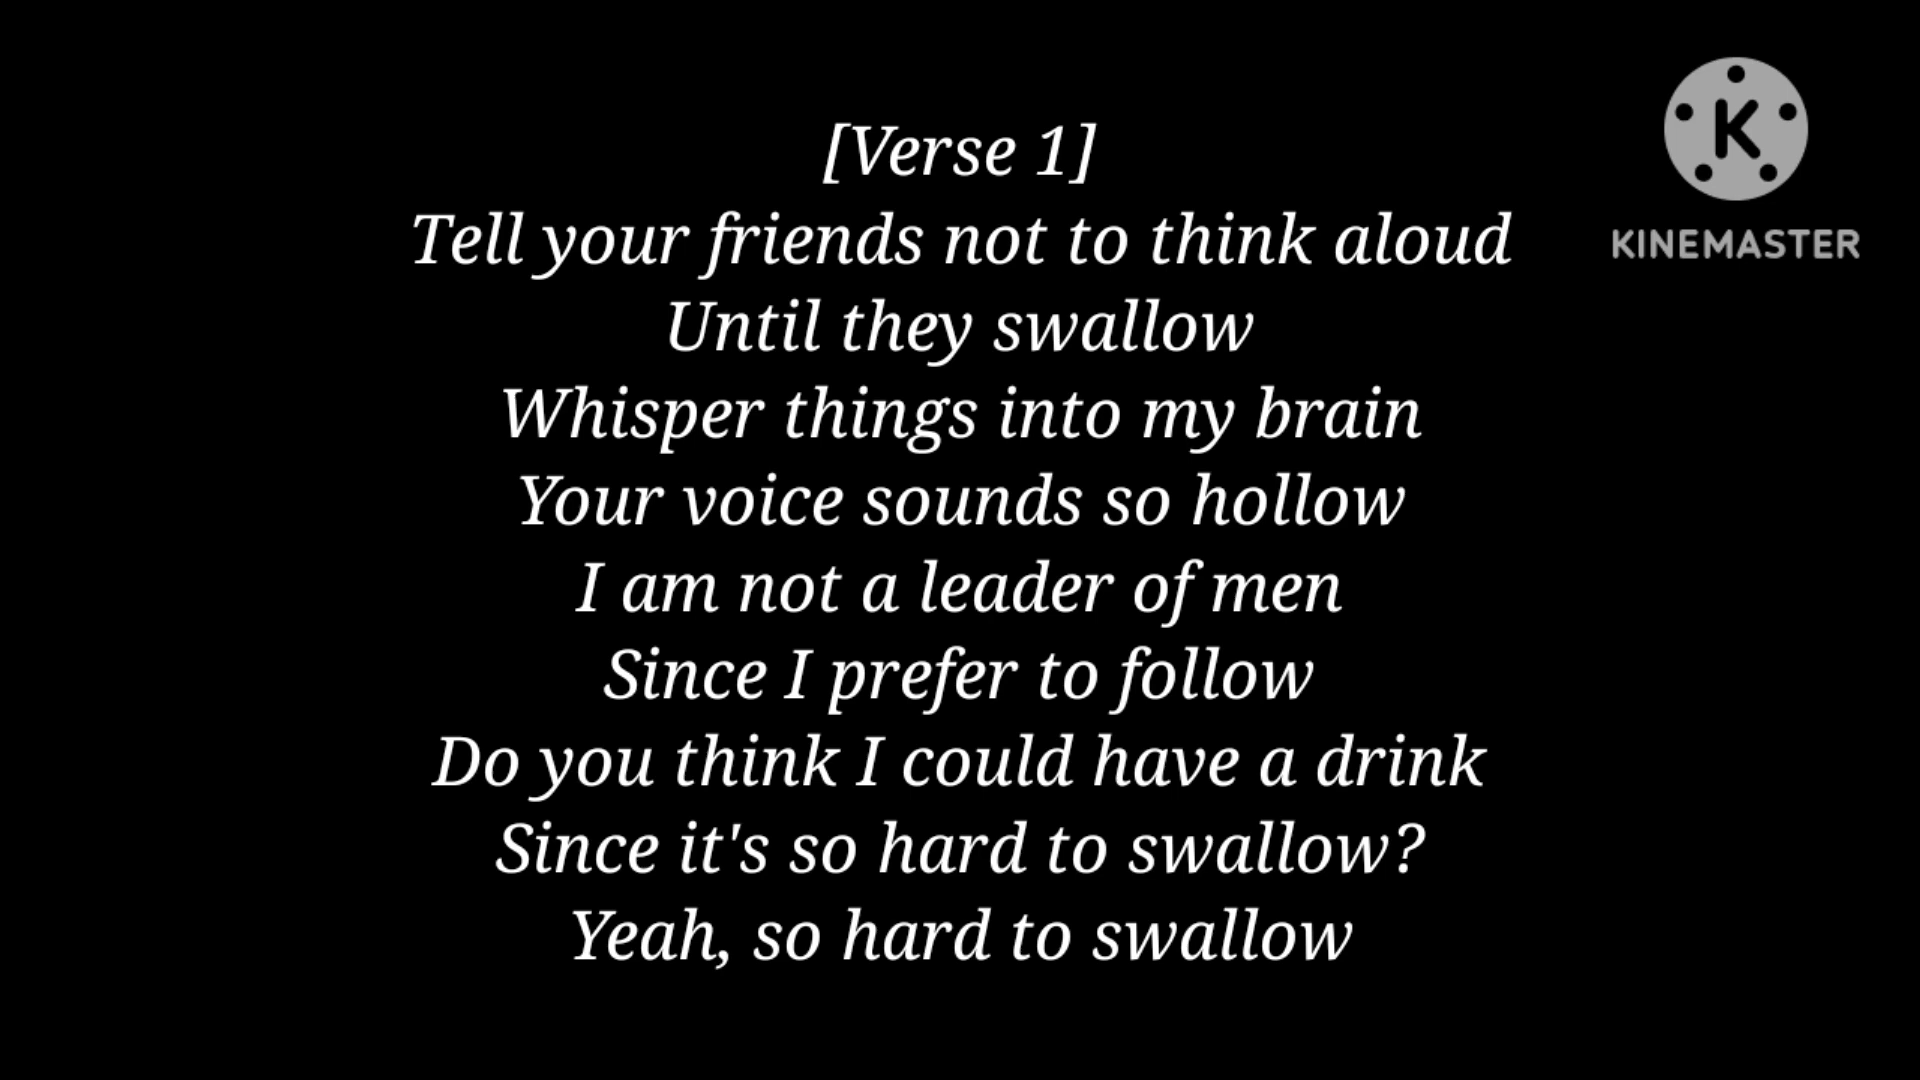 [Verse 1]
Tell your friends not to think aloud
Until they swallow
Whisper things into my brain
Your voice sounds so hollow
I am not a leader of men
Since I prefer to follow
Do you think I could have a drink
Since it's so hard to swallow?
Yeah, so hard to swallow
K
KINEMASTER